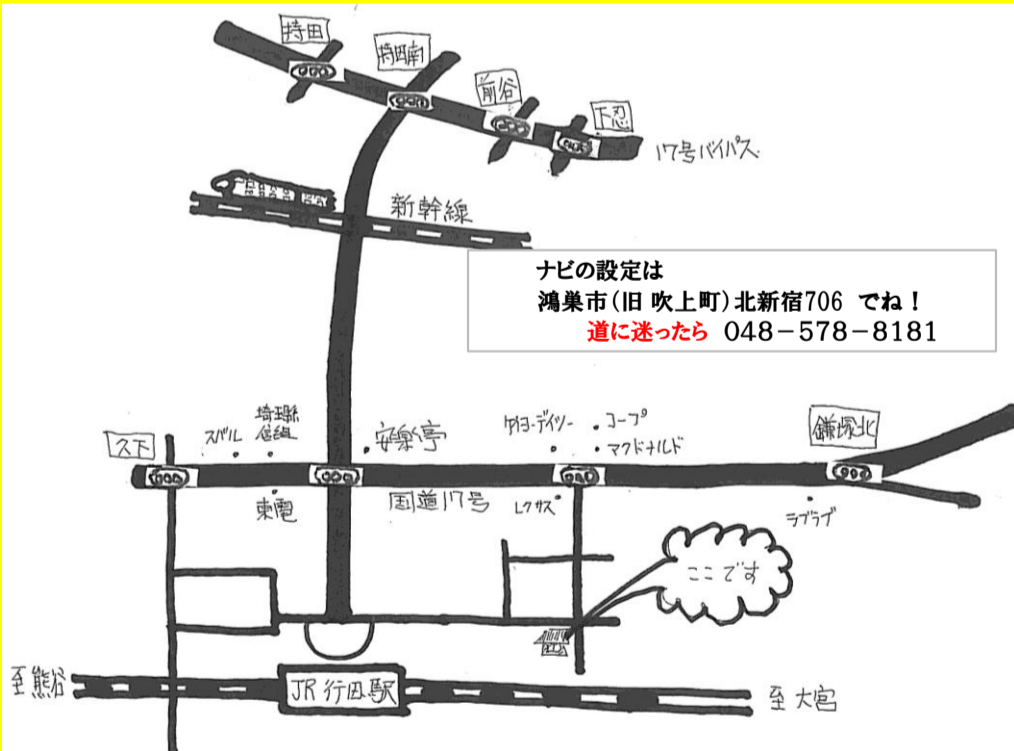 持田
持田南
前谷
下忍
17号バイパス
新幹線
ナビの設定は
鴻巣市(旧 吹上町)北新宿706 でね！
道に迷ったら 048－578－8181
久下
スバル
埼玉縣
信組
安楽亭
ケイヨーデイツー
コープ
マクドナルド
鎌塚北
東電
国道17号
レクサス
ラブラブ
ここです
至熊谷
JR行田駅
至大宮